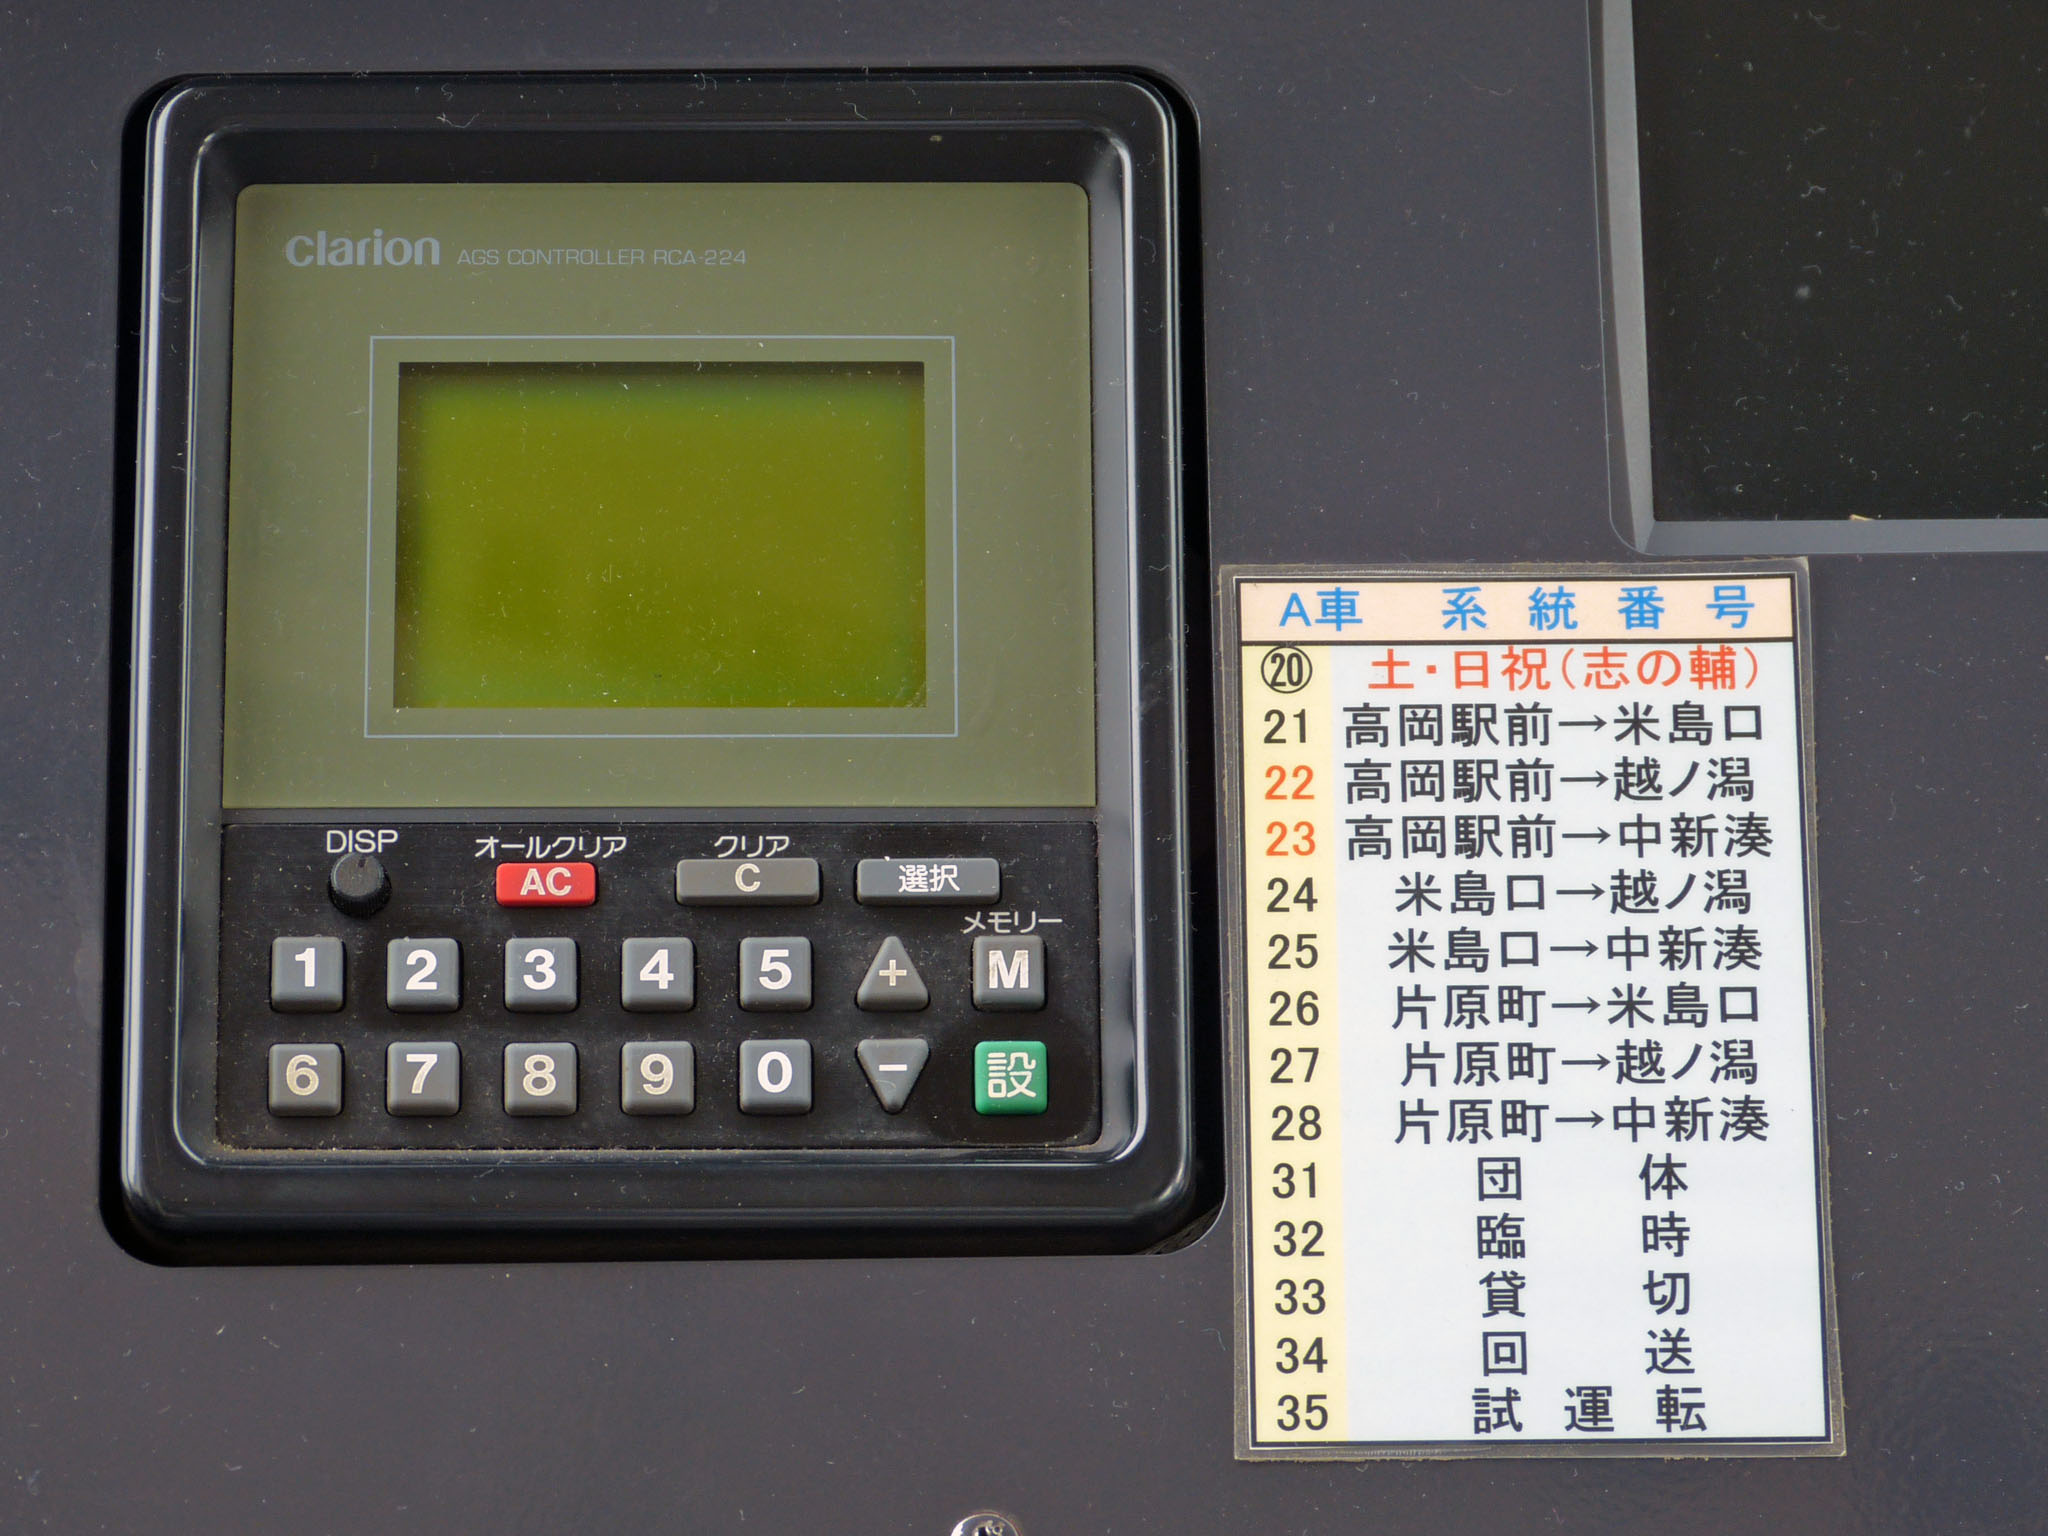 clarion AGS CONTROLLER RCA-224
DISP オールクリア クリア
AC C 選択
メモリー
1 2 3 4 5 + M
6 7 8 9 0 − 設
A車 系統番号
⑳ 土・日祝(志の輔)
21 高岡駅前→米島口
22 高岡駅前→越ノ潟
23 高岡駅前→中新湊
24 米島口→越ノ潟
25 米島口→中新湊
26 片原町→米島口
27 片原町→越ノ潟
28 片原町→中新湊
31 団体
32 臨時
33 貸切
34 回送
35 試運転